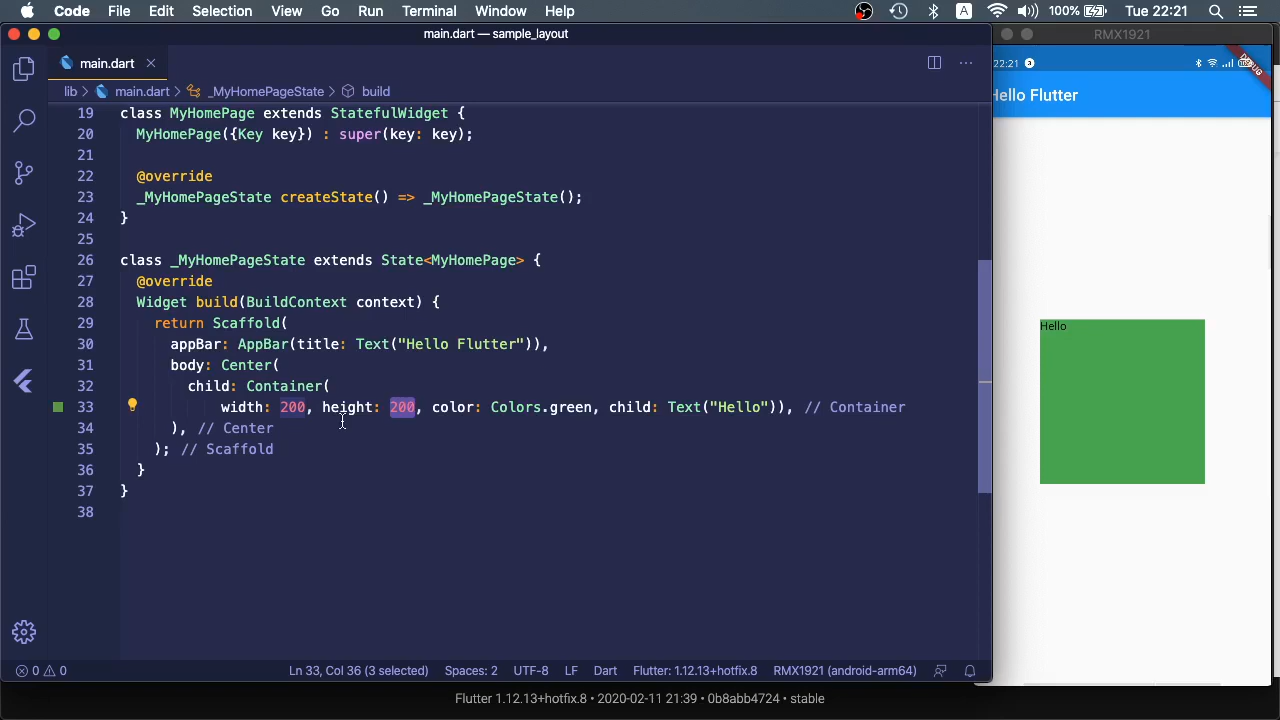 Code File Edit Selection View Go Run Terminal Window Help
A 100% Tue 22:21
main.dart — sample_layout
RMX1921
main.dart
22:21 3
DEBUG
lib main.dart _MyHomePageState build
Hello Flutter
19 class MyHomePage extends StatefulWidget {
20 MyHomePage({Key key}) : super(key: key);
21
22 @override
23 _MyHomePageState createState() => _MyHomePageState();
24 }
25
26 class _MyHomePageState extends State<MyHomePage> {
27 @override
28 Widget build(BuildContext context) {
29 return Scaffold(
30 appBar: AppBar(title: Text("Hello Flutter")),
31 body: Center(
32 child: Container(
33 width: 200, height: 200, color: Colors.green, child: Text("Hello")), // Container
34 ), // Center
35 ); // Scaffold
36 }
37 }
38
Hello
0 0 Ln 33, Col 36 (3 selected) Spaces: 2 UTF-8 LF Dart Flutter: 1.12.13+hotfix.8 RMX1921 (android-arm64)
Flutter 1.12.13+hotfix.8 • 2020-02-11 21:39 • 0b8abb4724 • stable